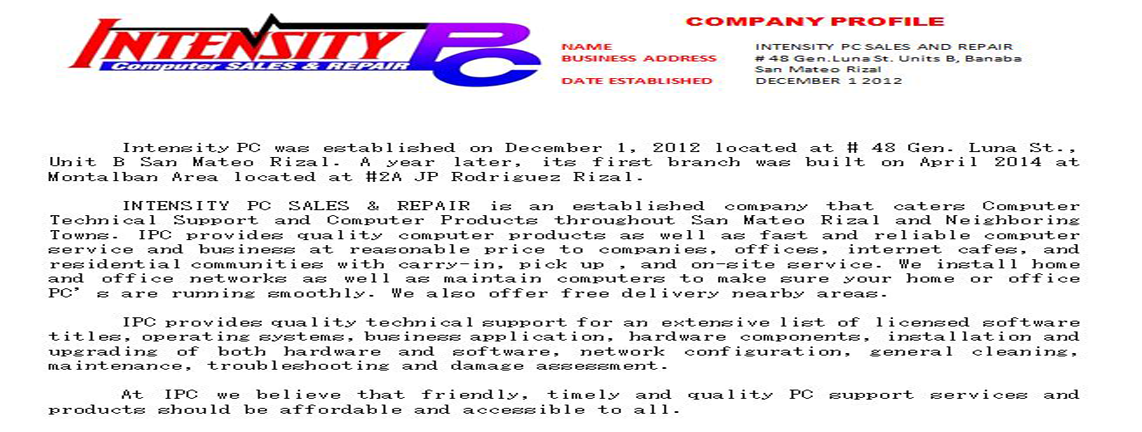 INTENSITY PC
Computer SALES & REPAIR
COMPANY PROFILE
NAME INTENSITY PC SALES AND REPAIR
BUSINESS ADDRESS # 48 Gen.Luna St. Units B, Banaba
San Mateo Rizal
DATE ESTABLISHED DECEMBER 1 2012
Intensity PC was established on December 1, 2012 located at # 48 Gen. Luna St.,
Unit B San Mateo Rizal. A year later, its first branch was built on April 2014 at
Montalban Area located at #2A JP Rodriguez Rizal.
INTENSITY PC SALES & REPAIR is an established company that caters Computer
Technical Support and Computer Products throughout San Mateo Rizal and Neighboring
Towns. IPC provides quality computer products as well as fast and reliable computer
service and business at reasonable price to companies, offices, internet cafes, and
residential communities with carry-in, pick up , and on-site service. We install home
and office networks as well as maintain computers to make sure your home or office
PC’s are running smoothly. We also offer free delivery nearby areas.
IPC provides quality technical support for an extensive list of licensed software
titles, operating systems, business application, hardware components, installation and
upgrading of both hardware and software, network configuration, general cleaning,
maintenance, troubleshooting and damage assessment.
At IPC we believe that friendly, timely and quality PC support services and
products should be affordable and accessible to all.